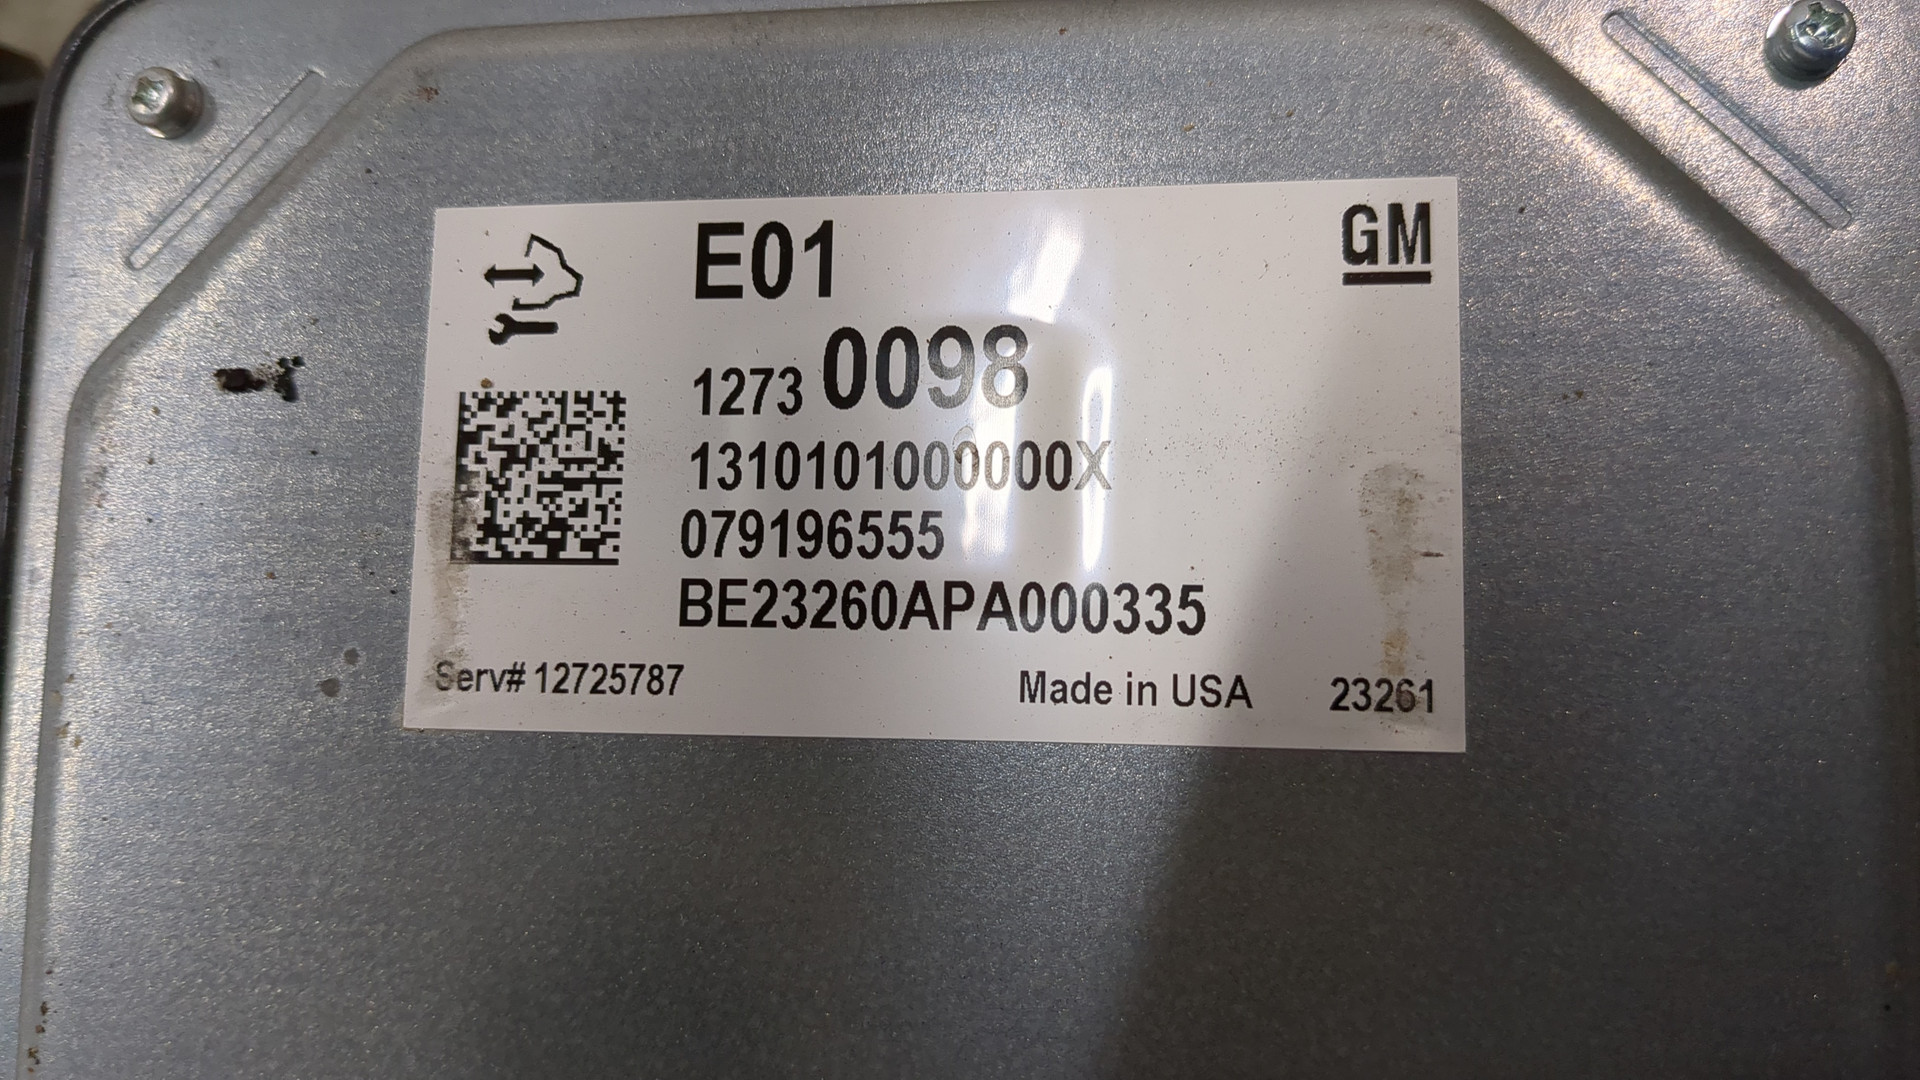 E01
GM
1273 0098
1310101000000X
079196555
BE23260APA000335
Serv# 12725787 Made in USA 23261